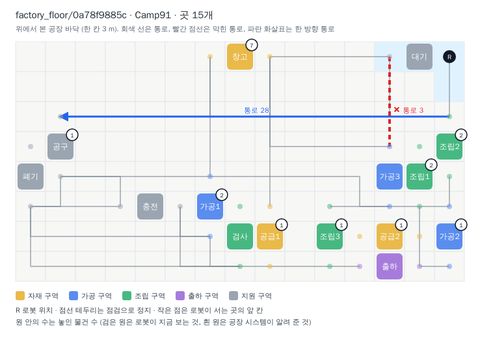 factory_floor/0a78f9885c · Camp91 · 곳 15개
위에서 본 공장 바닥 (한 칸 3 m). 회색 선은 통로, 빨간 점선은 막힌 통로, 파란 화살표는 한 방향 통로
창고 7
대기
R
통로 28
✕ 통로 3
공구 1
조립2 2
폐기
가공3
조립1 2
충전
가공1 2
검사
공급1 1
조립3 1
공급2 1
가공2 1
출하
자재 구역
가공 구역
조립 구역
출하 구역
지원 구역
R 로봇 위치 · 점선 테두리는 점검으로 정지 · 작은 점은 로봇이 서는 곳의 앞 칸
원 안의 수는 놓인 물건 수 (검은 원은 로봇이 지금 보는 것, 흰 원은 공장 시스템이 알려 준 것)